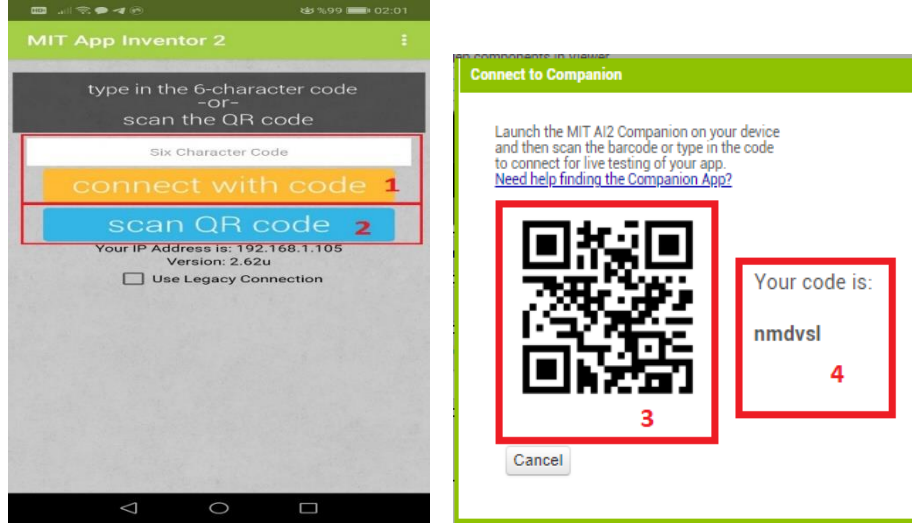 %99 02:01
MIT App Inventor 2
type in the 6-character code
-or-
scan the QR code
Six Character Code
connect with code 1
scan QR code 2
Your IP Address is: 192.168.1.105
Version: 2.62u
Use Legacy Connection
Connect to Companion
Launch the MIT AI2 Companion on your device
and then scan the barcode or type in the code
to connect for live testing of your app.
Need help finding the Companion App?
Your code is:
nmdvsl
4
3
Cancel